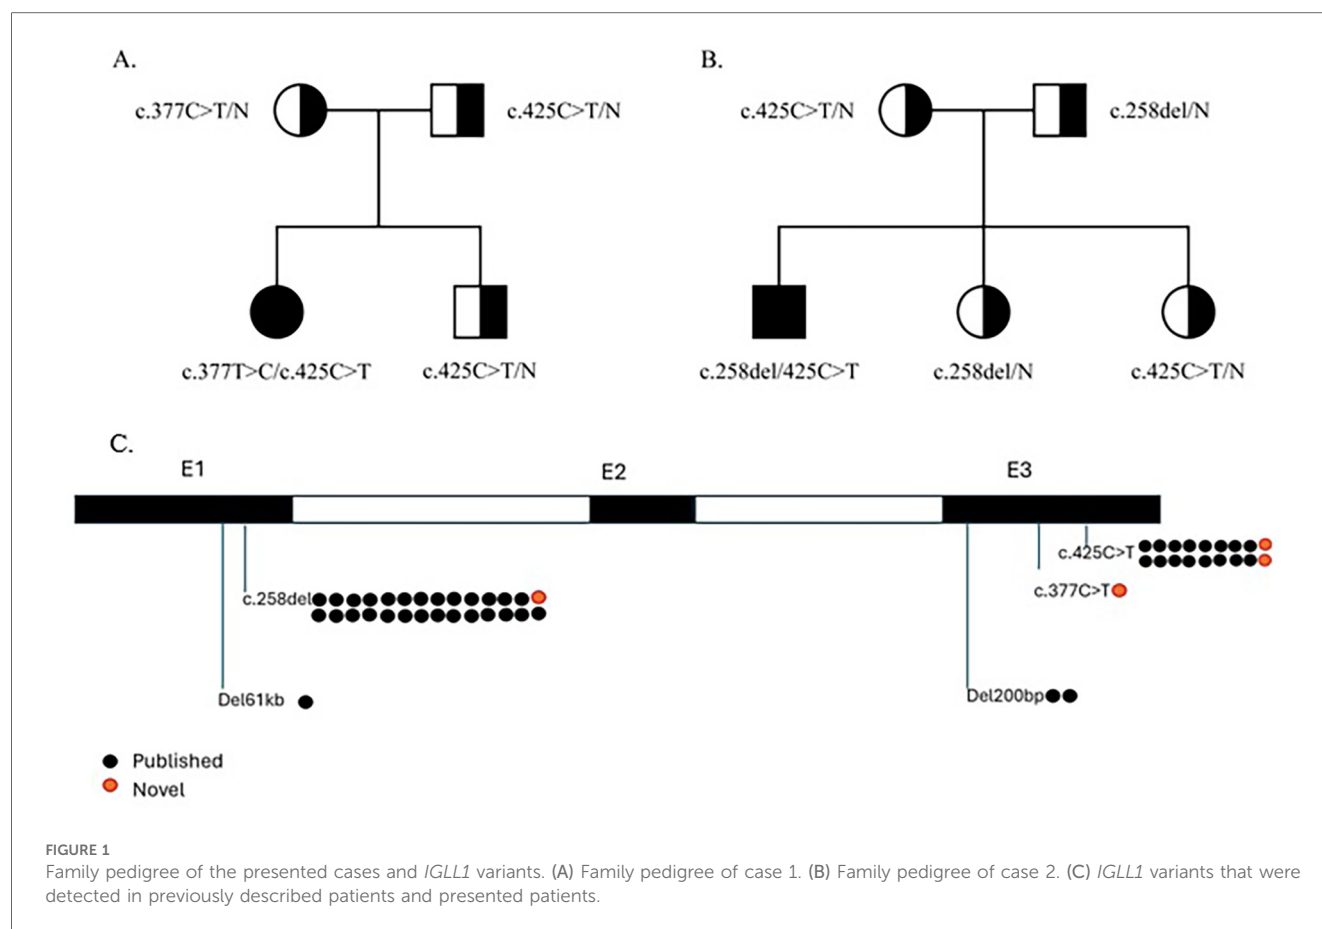 A.
B.
c.377C>T/N
c.425C>T/N
c.425C>T/N
c.258del/N
c.377T>C/c.425C>T
c.425C>T/N
c.258del/425C>T
c.258del/N
c.425C>T/N
C.
E1
E2
E3
c.425C>T
c.377C>T
c.258del
Del61kb
Del200bp
Published
Novel
FIGURE 1
Family pedigree of the presented cases and IGLL1 variants. (A) Family pedigree of case 1. (B) Family pedigree of case 2. (C) IGLL1 variants that were
detected in previously described patients and presented patients.